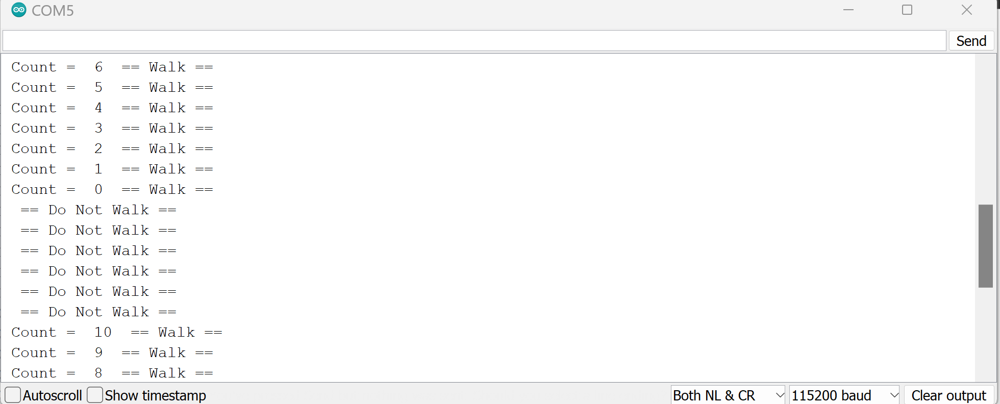 COM5
Send
Count =  6  == Walk ==
Count =  5  == Walk ==
Count =  4  == Walk ==
Count =  3  == Walk ==
Count =  2  == Walk ==
Count =  1  == Walk ==
Count =  0  == Walk ==
 == Do Not Walk ==
 == Do Not Walk ==
 == Do Not Walk ==
 == Do Not Walk ==
 == Do Not Walk ==
 == Do Not Walk ==
Count =  10  == Walk ==
Count =  9  == Walk ==
Count =  8  == Walk ==
Autoscroll Show timestamp Both NL & CR 115200 baud Clear output